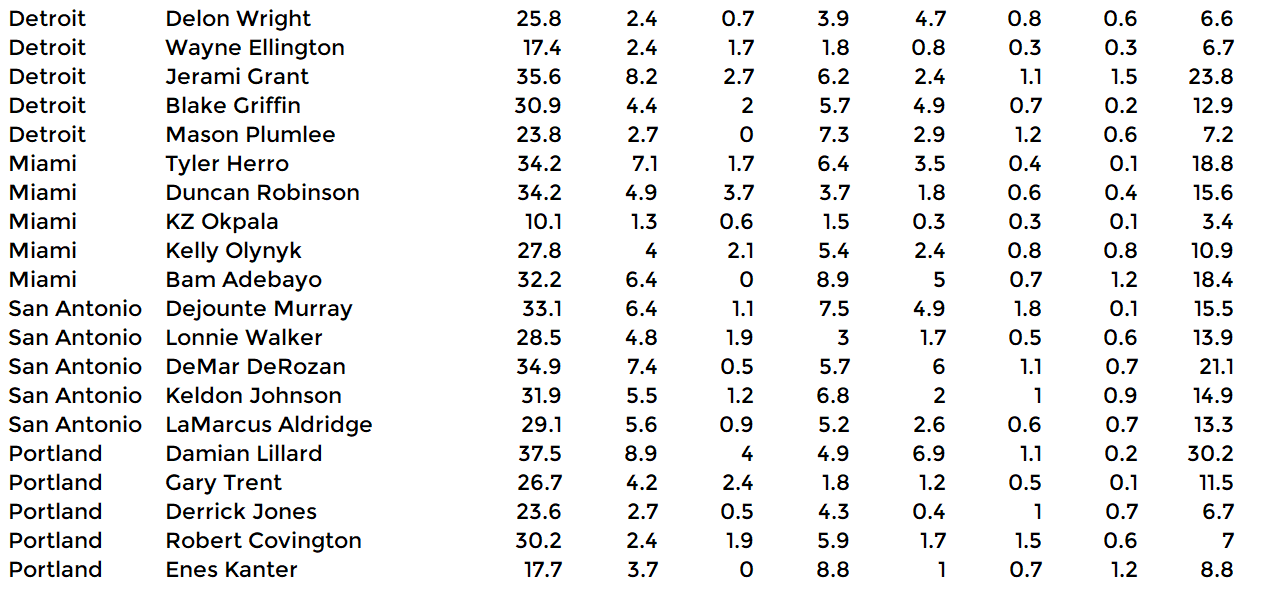 Detroit Delon Wright 25.8 2.4 0.7 3.9 4.7 0.8 0.6 6.6
Detroit Wayne Ellington 17.4 2.4 1.7 1.8 0.8 0.3 0.3 6.7
Detroit Jerami Grant 35.6 8.2 2.7 6.2 2.4 1.1 1.5 23.8
Detroit Blake Griffin 30.9 4.4 2 5.7 4.9 0.7 0.2 12.9
Detroit Mason Plumlee 23.8 2.7 0 7.3 2.9 1.2 0.6 7.2
Miami Tyler Herro 34.2 7.1 1.7 6.4 3.5 0.4 0.1 18.8
Miami Duncan Robinson 34.2 4.9 3.7 3.7 1.8 0.6 0.4 15.6
Miami KZ Okpala 10.1 1.3 0.6 1.5 0.3 0.3 0.1 3.4
Miami Kelly Olynyk 27.8 4 2.1 5.4 2.4 0.8 0.8 10.9
Miami Bam Adebayo 32.2 6.4 0 8.9 5 0.7 1.2 18.4
San Antonio Dejounte Murray 33.1 6.4 1.1 7.5 4.9 1.8 0.1 15.5
San Antonio Lonnie Walker 28.5 4.8 1.9 3 1.7 0.5 0.6 13.9
San Antonio DeMar DeRozan 34.9 7.4 0.5 5.7 6 1.1 0.7 21.1
San Antonio Keldon Johnson 31.9 5.5 1.2 6.8 2 1 0.9 14.9
San Antonio LaMarcus Aldridge 29.1 5.6 0.9 5.2 2.6 0.6 0.7 13.3
Portland Damian Lillard 37.5 8.9 4 4.9 6.9 1.1 0.2 30.2
Portland Gary Trent 26.7 4.2 2.4 1.8 1.2 0.5 0.1 11.5
Portland Derrick Jones 23.6 2.7 0.5 4.3 0.4 1 0.7 6.7
Portland Robert Covington 30.2 2.4 1.9 5.9 1.7 1.5 0.6 7
Portland Enes Kanter 17.7 3.7 0 8.8 1 0.7 1.2 8.8